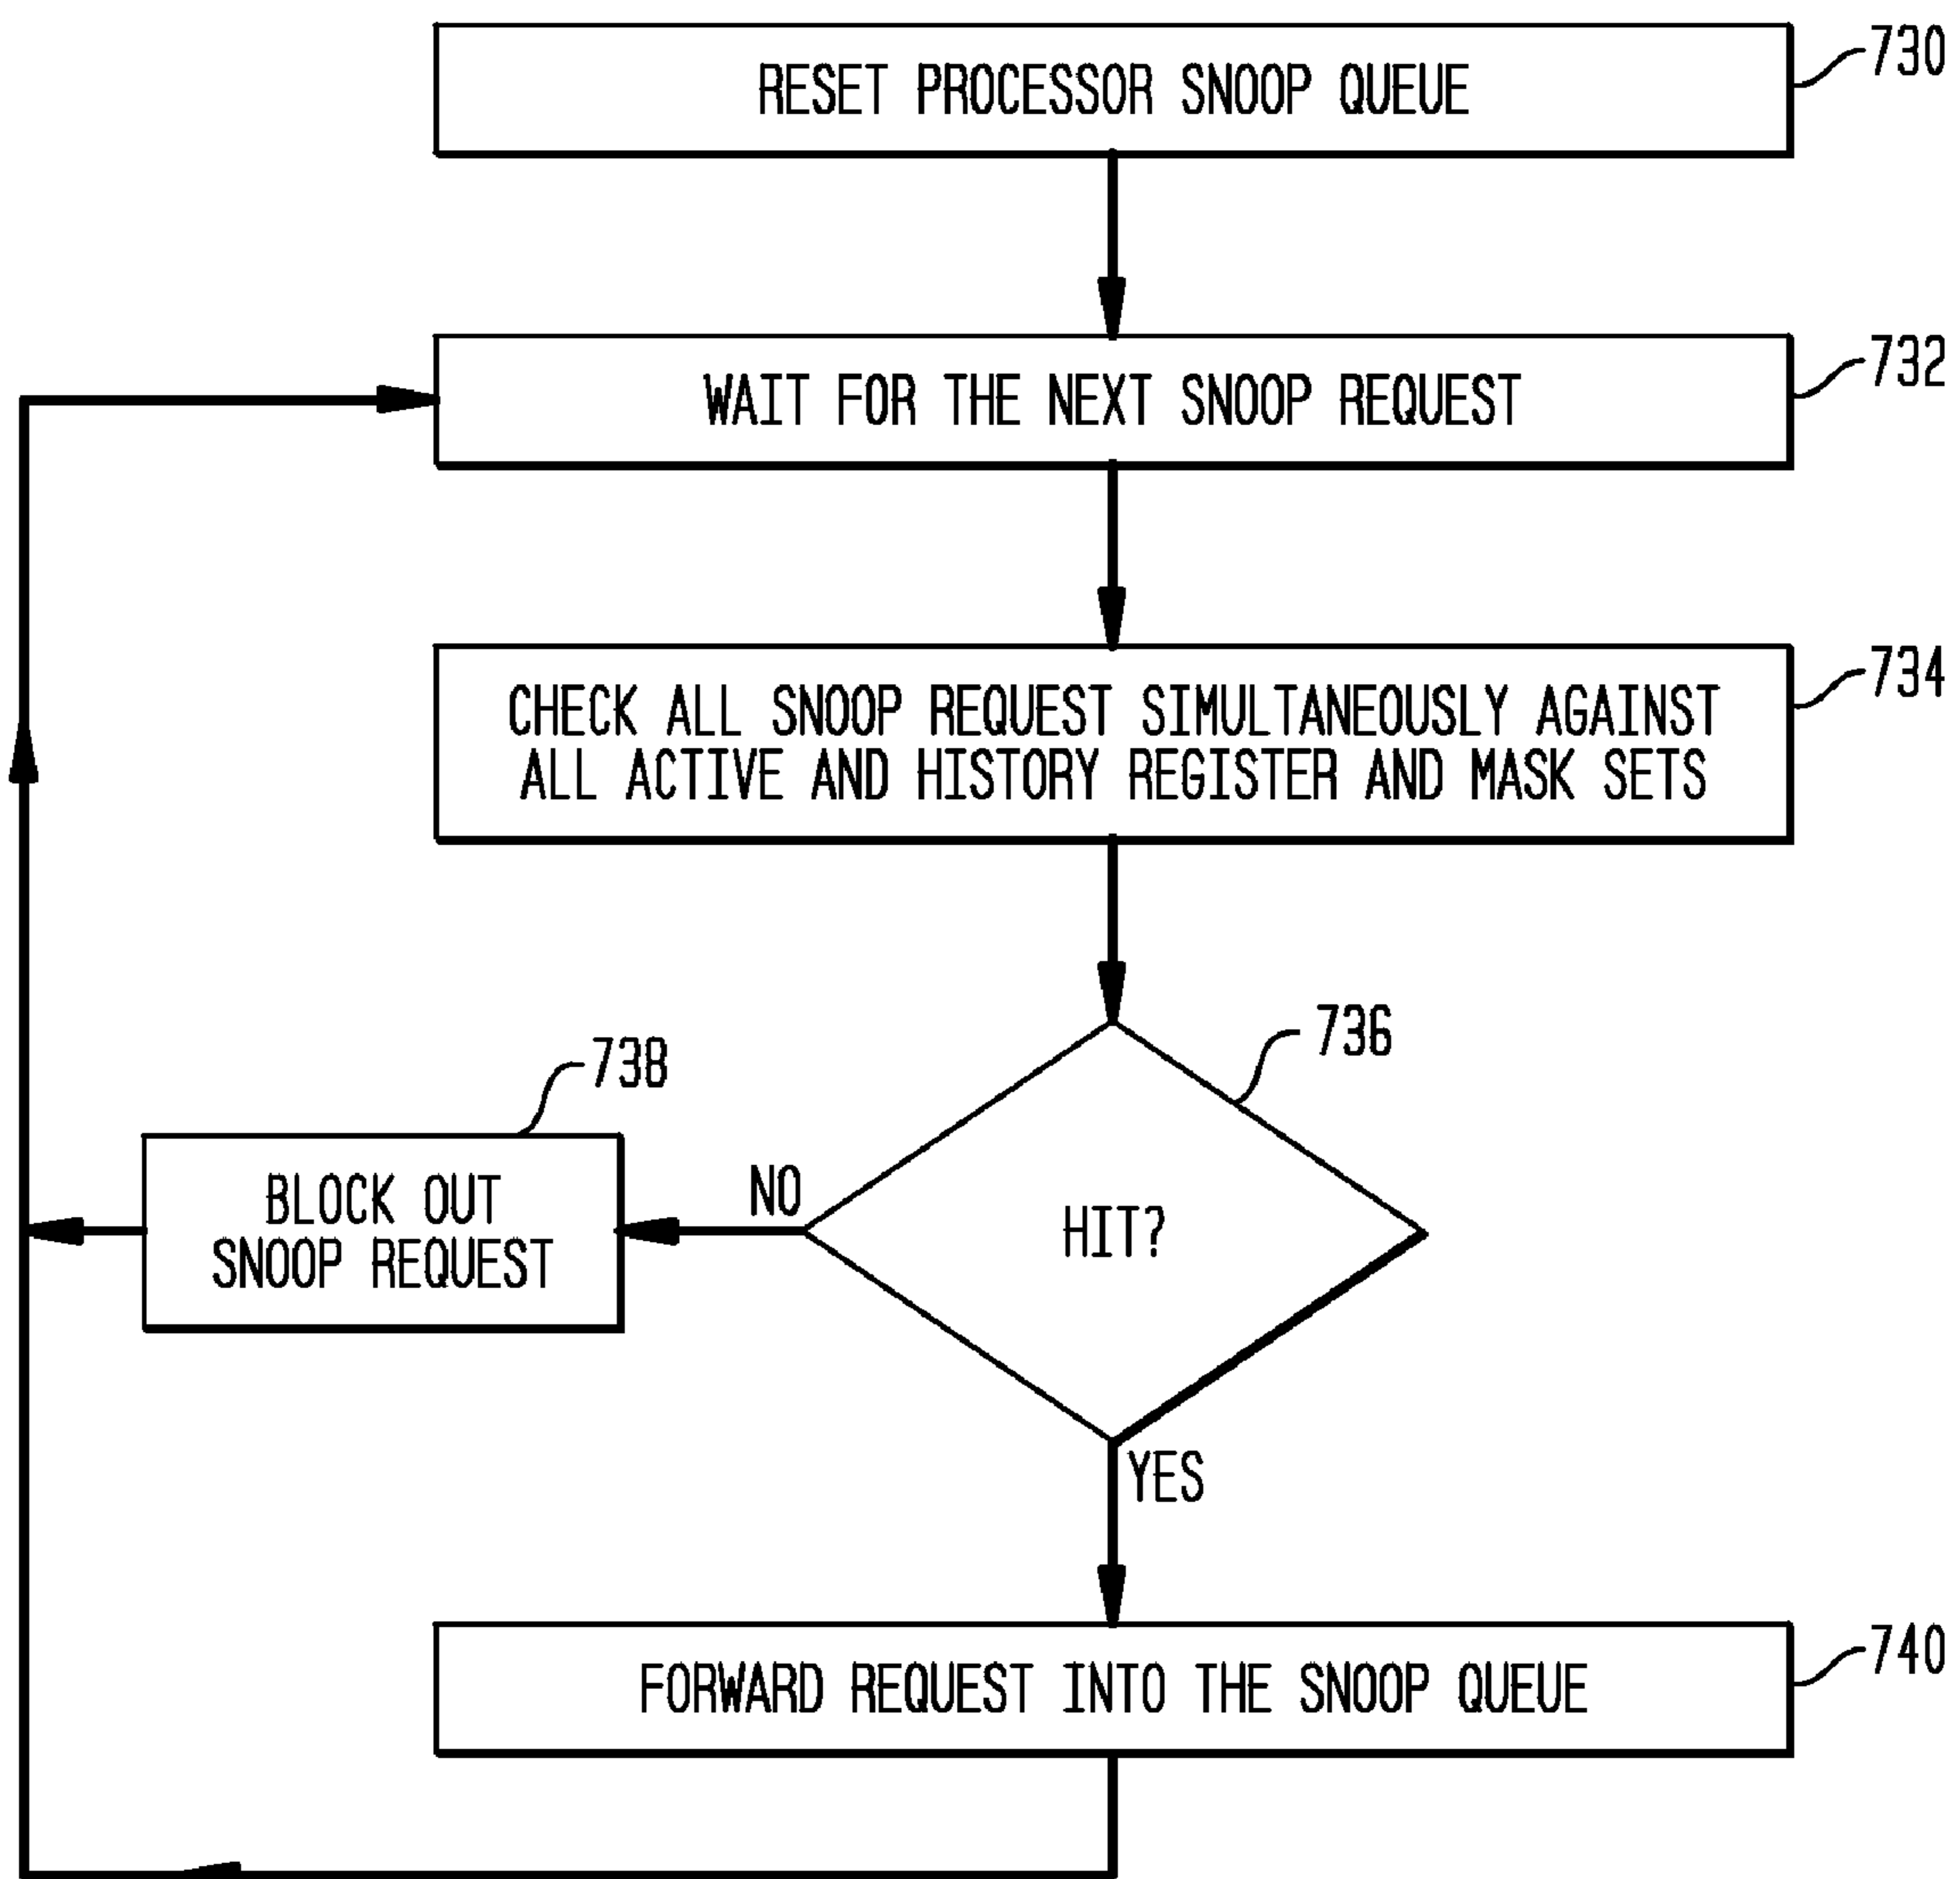 RESET PROCESSOR SNOOP QUEUE
730
WAIT FOR THE NEXT SNOOP REQUEST
732
CHECK ALL SNOOP REQUEST SIMULTANEOUSLY AGAINST
ALL ACTIVE AND HISTORY REGISTER AND MASK SETS
734
736
738
BLOCK OUT
SNOOP REQUEST
NO
HIT?
YES
FORWARD REQUEST INTO THE SNOOP QUEUE
740